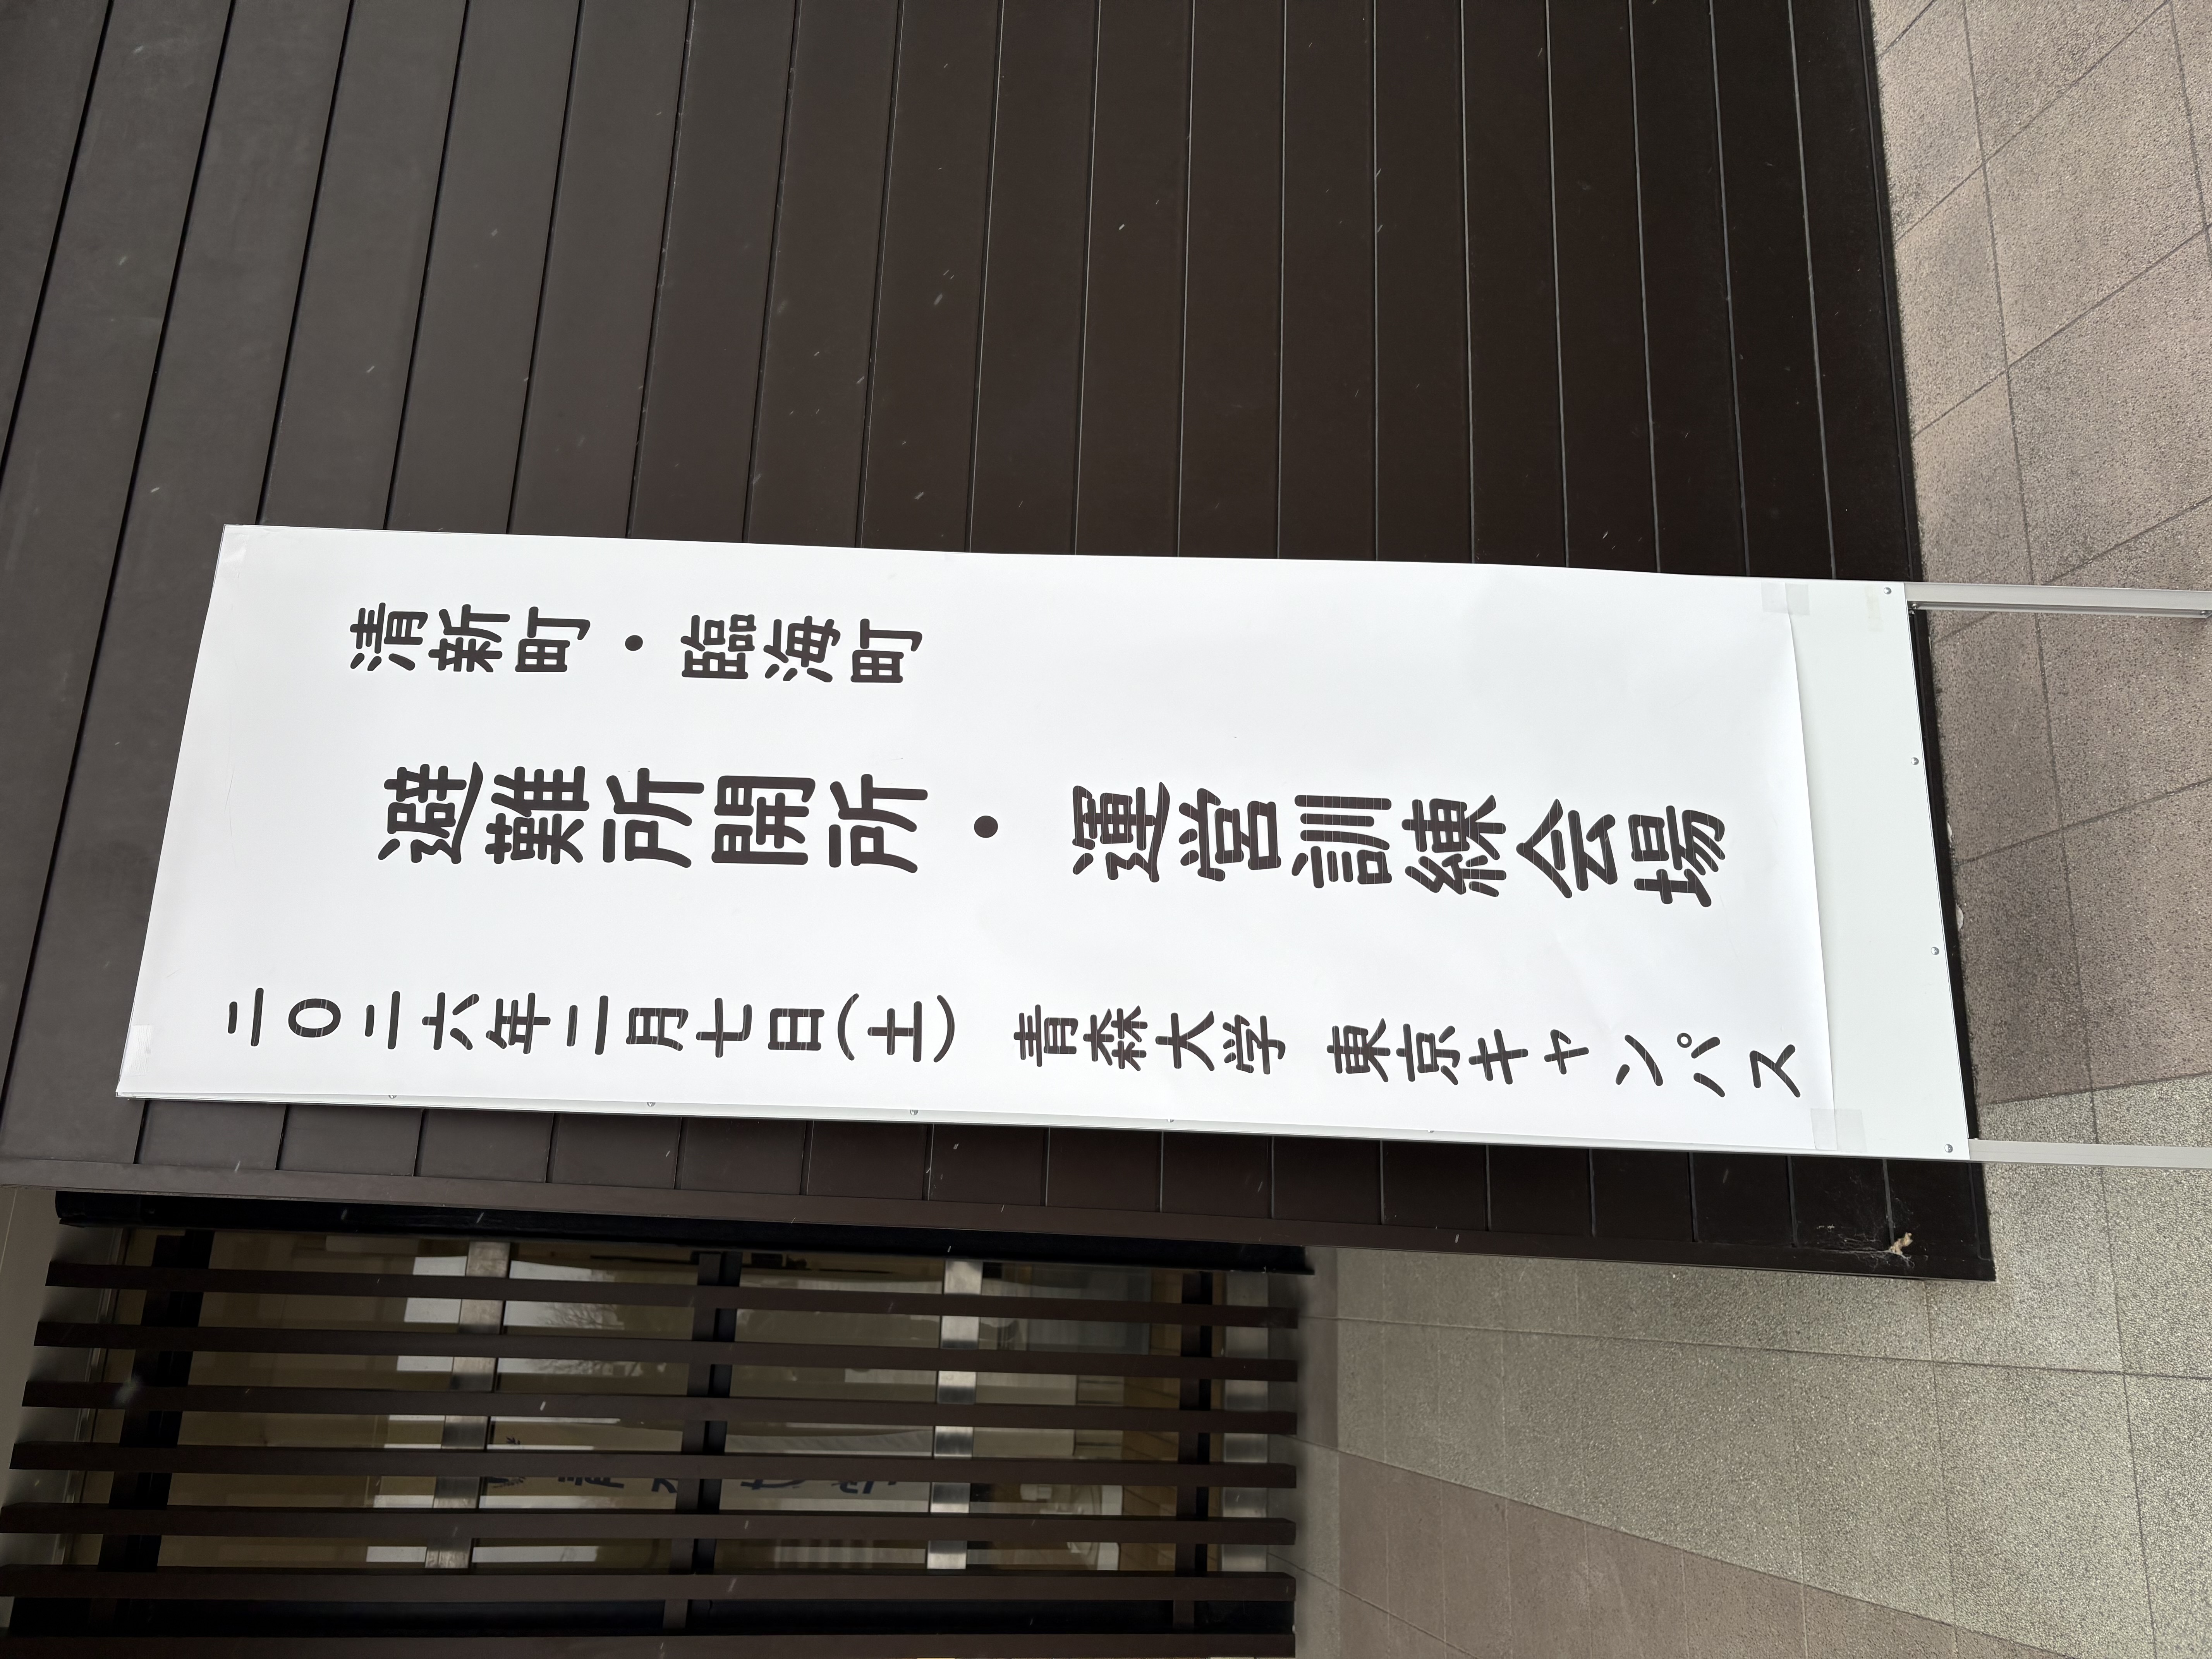 清新町・臨海町
避難所開所・運営訓練会場
二〇二六年二月七日(土) 青森大学 東京キャンパス